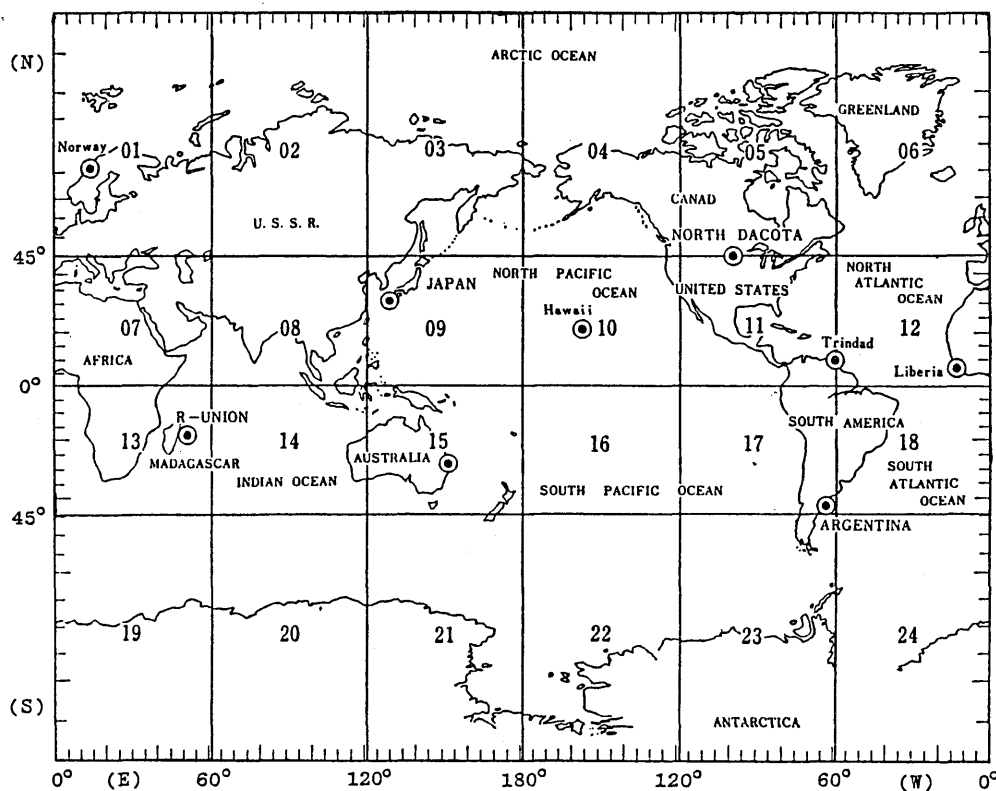 (N)
ARCTIC OCEAN
GREENLAND
Norway
01
02
03
04
05
06
CANAD
U.S.S.R.
NORTH DACOTA
45°
JAPAN
NORTH PACIFIC
OCEAN
UNITED STATES
NORTH
ATLANTIC
OCEAN
Hawaii
07
08
09
10
11
12
Trindad
AFRICA
Liberia
0°
R-UNION
SOUTH AMERICA
13
14
15
16
17
18
MADAGASCAR
AUSTRALIA
INDIAN OCEAN
SOUTH PACIFIC OCEAN
SOUTH
ATLANTIC
OCEAN
45°
ARGENTINA
19
20
21
22
23
24
(S)
ANTARCTICA
0° (E) 60° 120° 180° 120° 60° (W) 0°